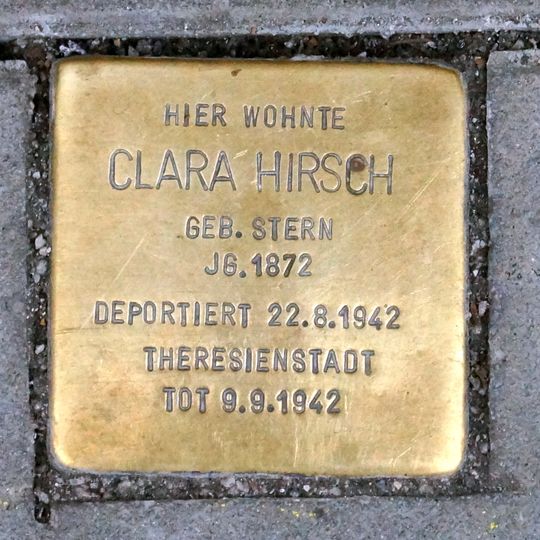 HIER WOHNTE
CLARA HIRSCH
GEB. STERN
JG. 1872
DEPORTIERT 22.8.1942
THERESIENSTADT
TOT 9.9.1942